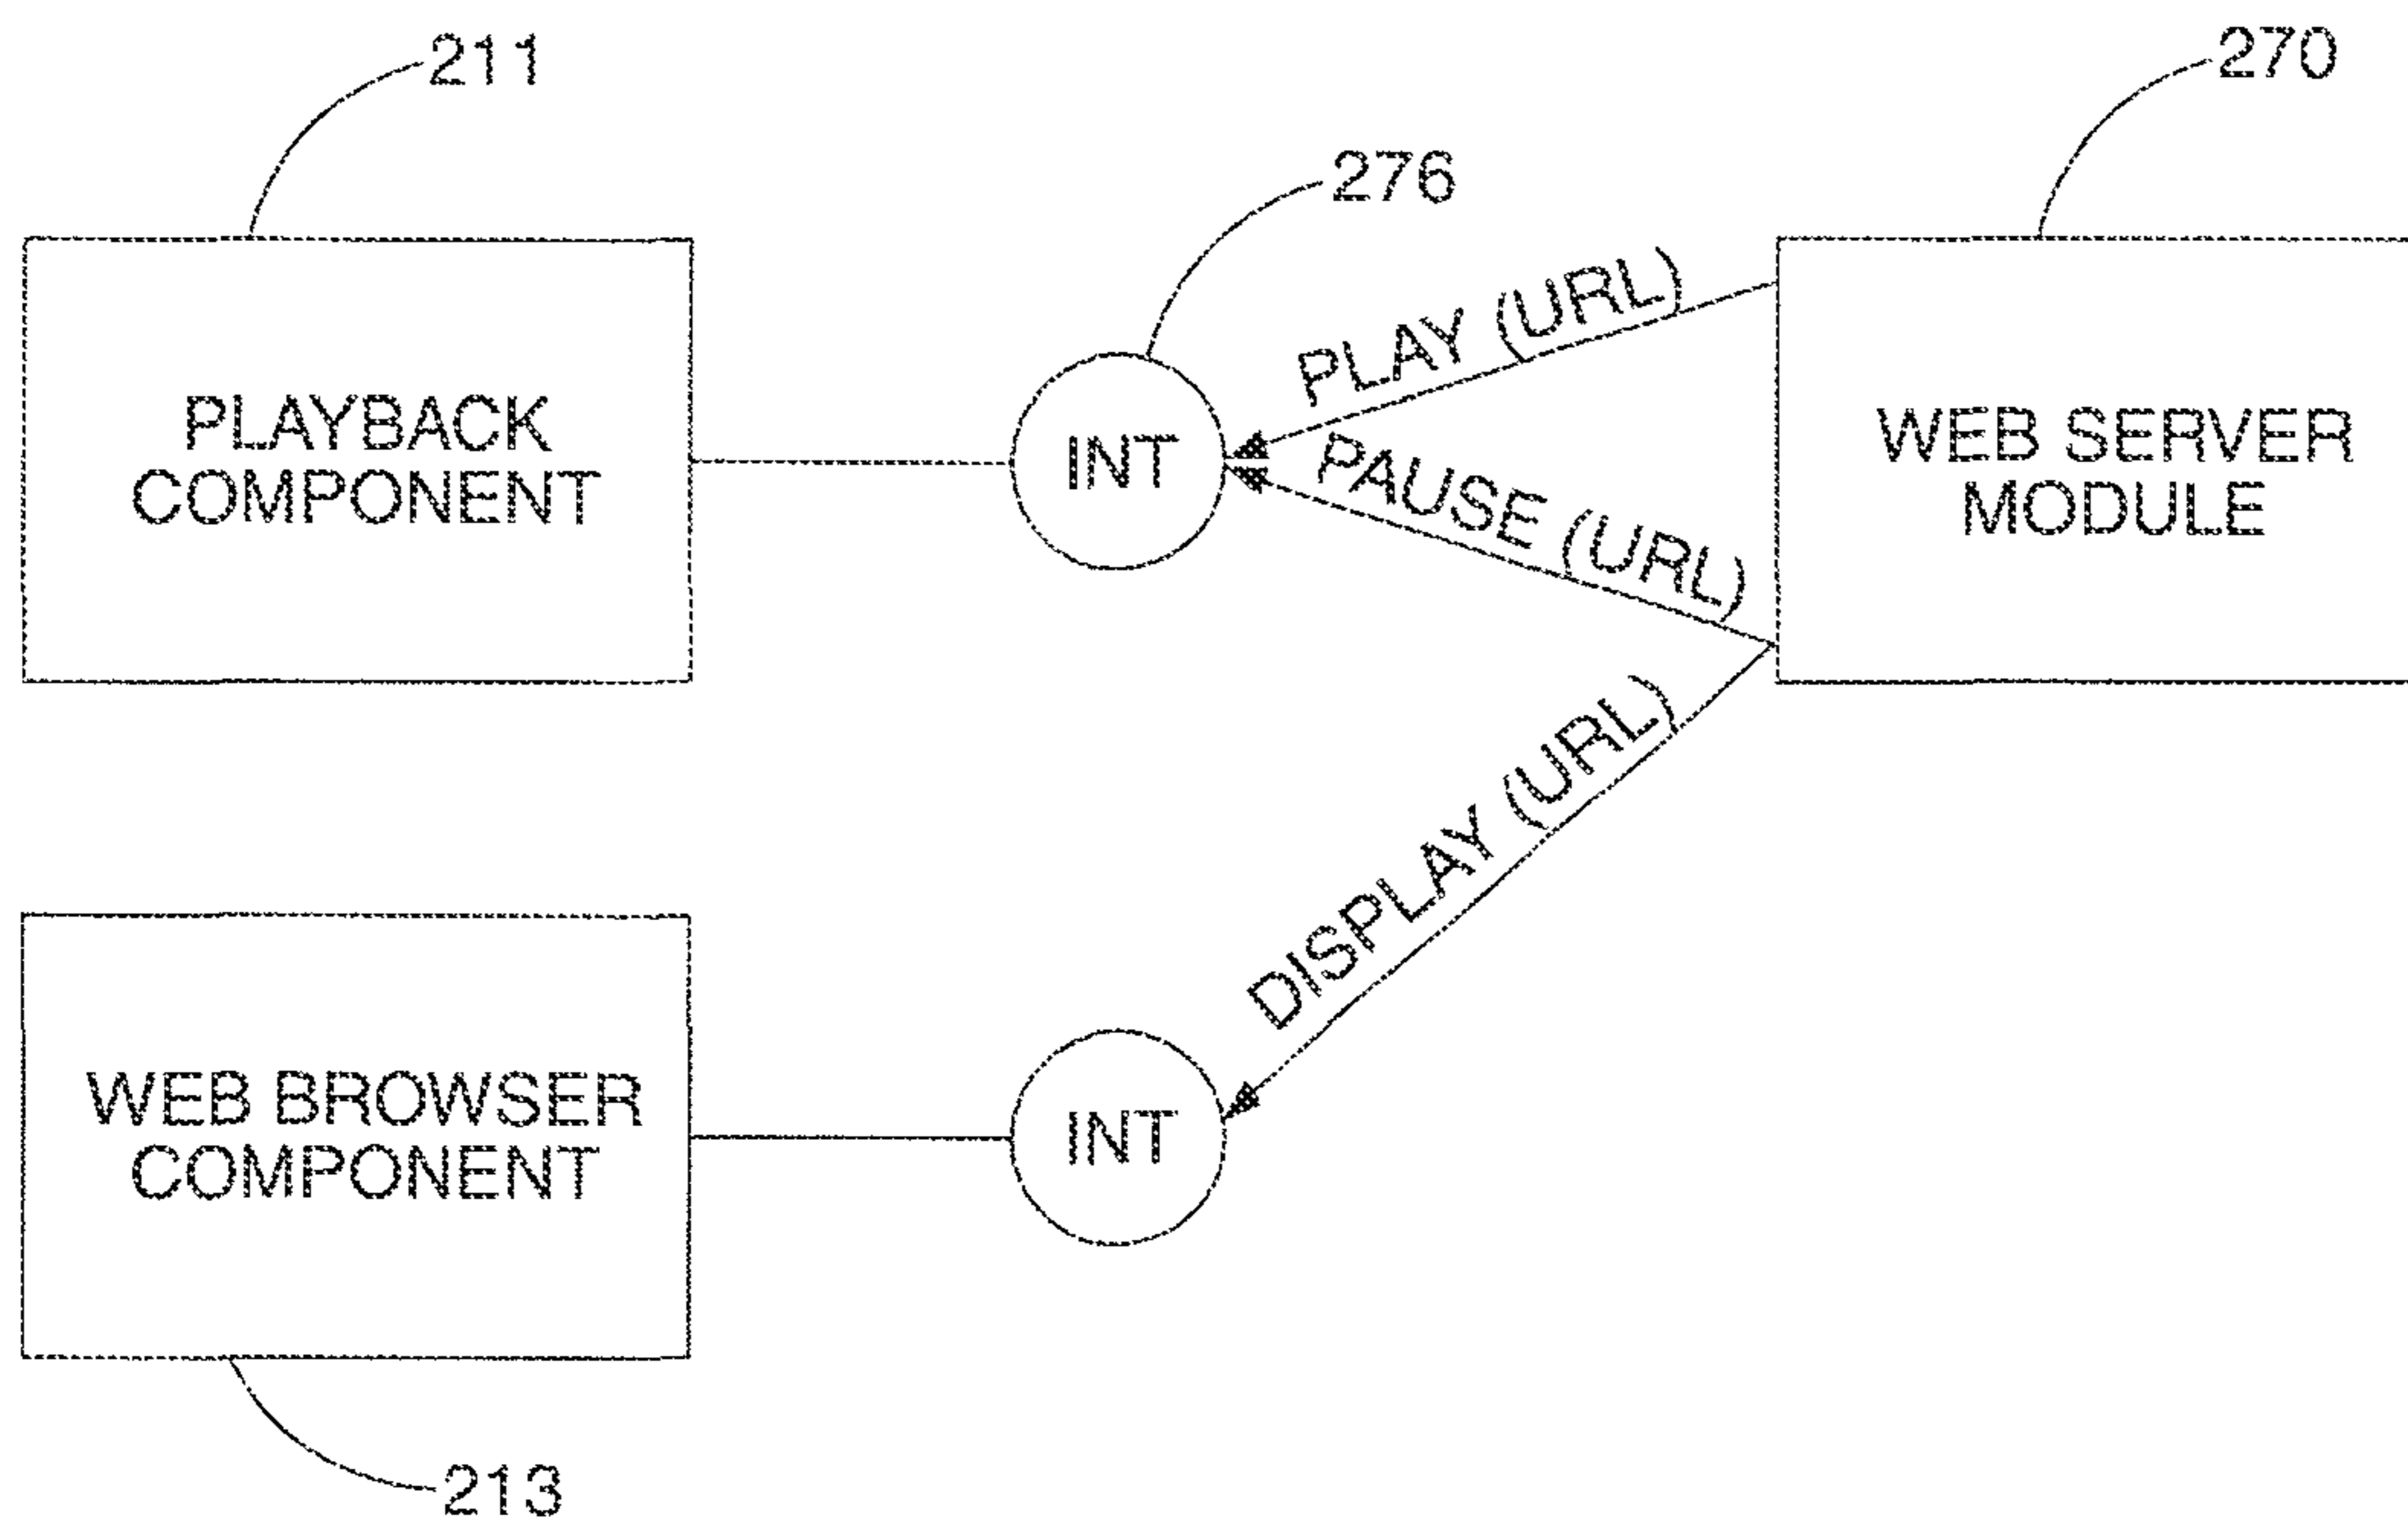 211
270
276
PLAY (URL)
PLAYBACK
COMPONENT
INT
PAUSE (URL)
WEB SERVER
MODULE
DISPLAY (URL)
WEB BROWSER
COMPONENT
INT
213